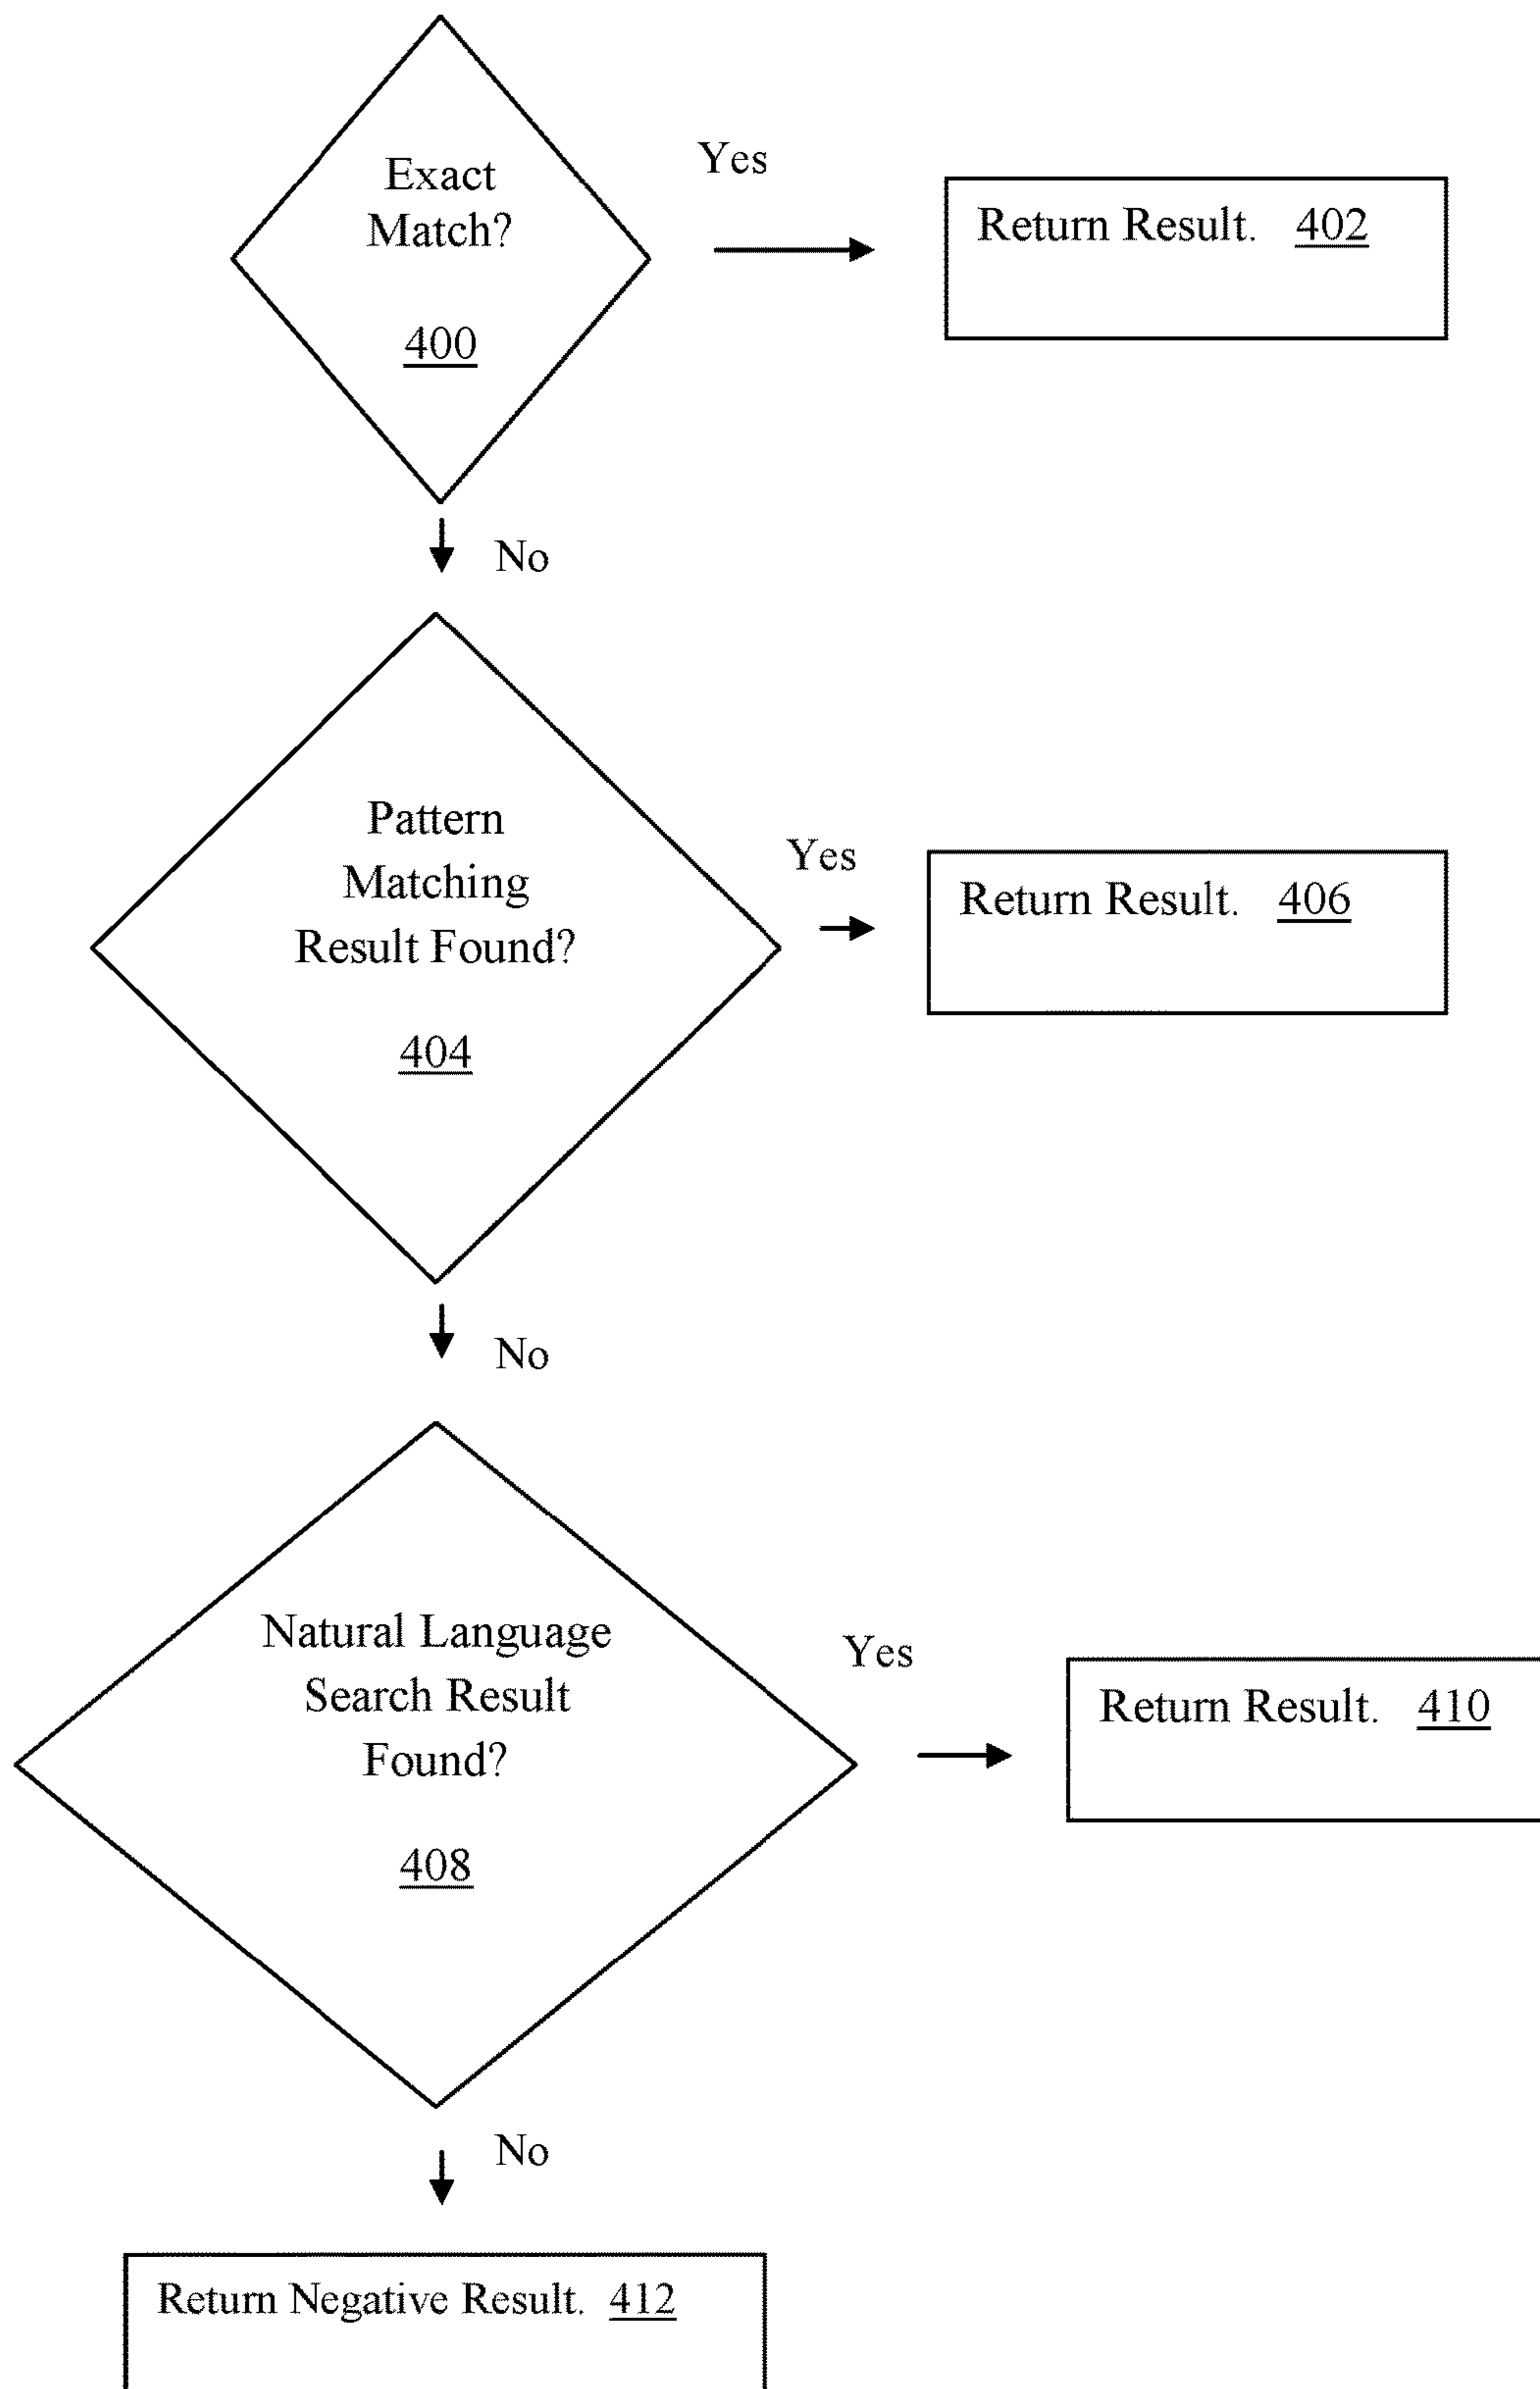 Exact
Match?
400
Yes
Return Result. 402
No
Pattern
Matching
Result Found?
404
Yes
Return Result. 406
No
Natural Language
Search Result
Found?
408
Yes
Return Result. 410
No
Return Negative Result. 412